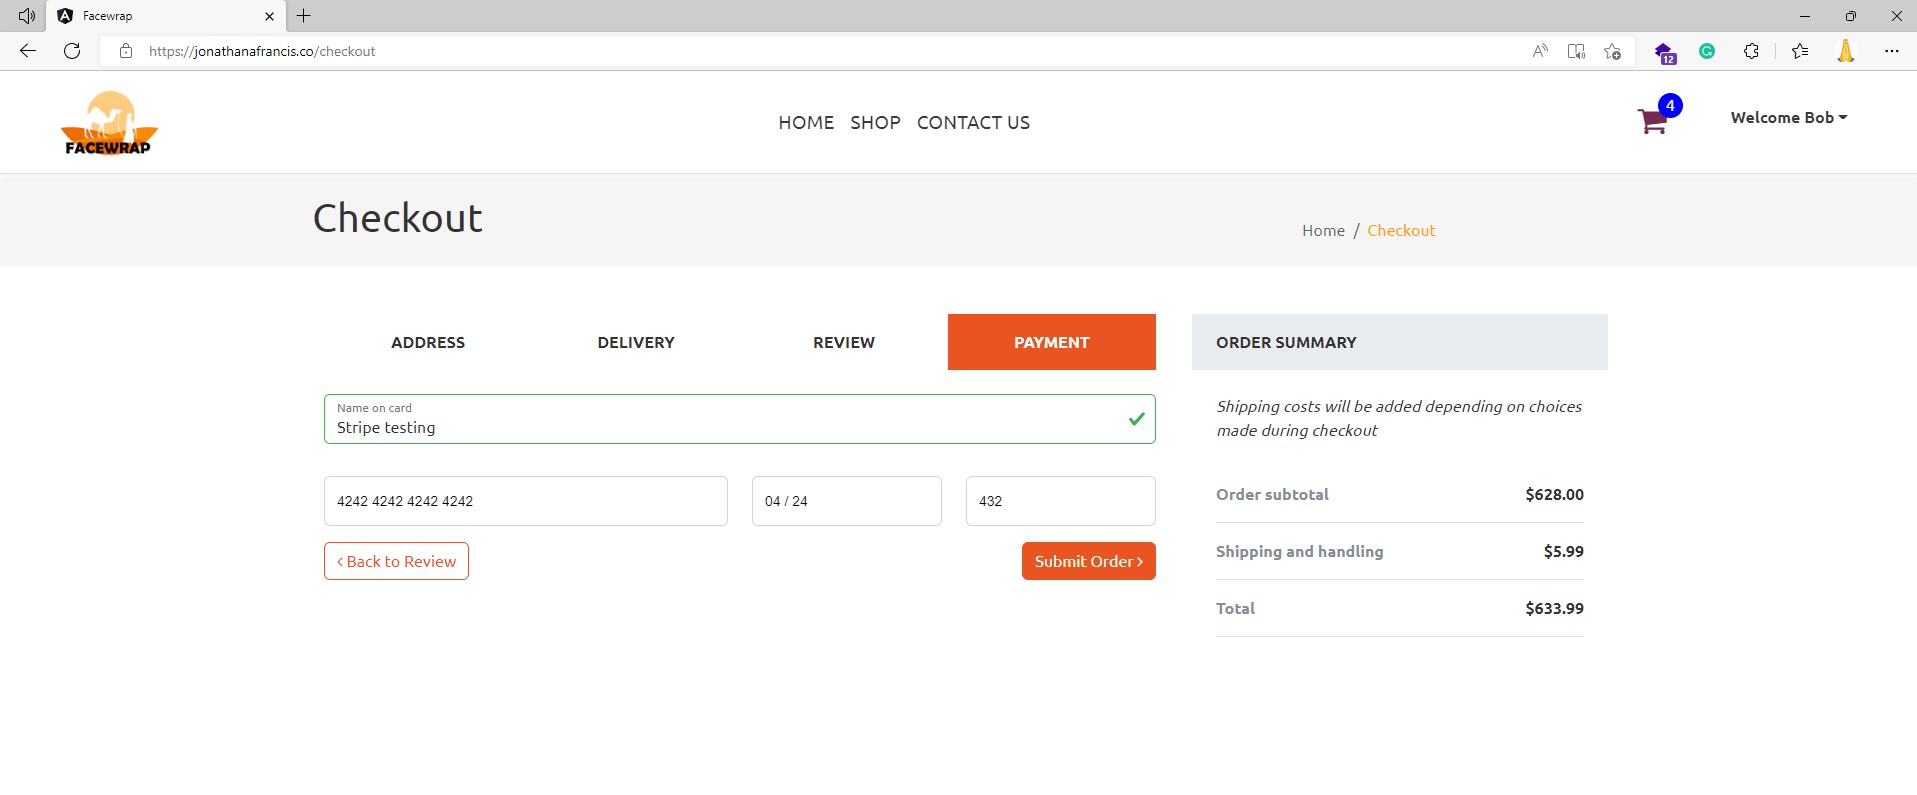 Facewrap
https://jonathanafrancis.co/checkout
12
FACEWRAP
HOME SHOP CONTACT US
4
Welcome Bob
Checkout
Home / Checkout
ADDRESS DELIVERY REVIEW PAYMENT
Name on card
Stripe testing
4242 4242 4242 4242 04 / 24 432
‹ Back to Review Submit Order ›
ORDER SUMMARY
Shipping costs will be added depending on choices
made during checkout
Order subtotal $628.00
Shipping and handling $5.99
Total $633.99